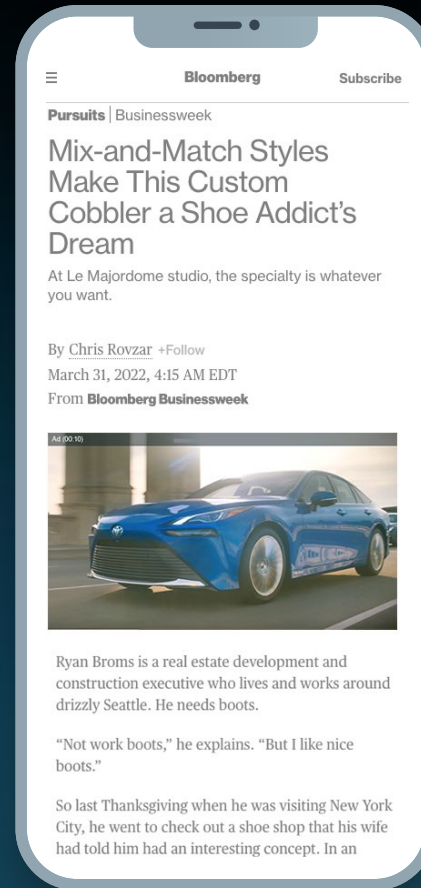 ☰ Bloomberg Subscribe
Pursuits | Businessweek
Mix-and-Match Styles
Make This Custom
Cobbler a Shoe Addict’s
Dream
At Le Majordome studio, the specialty is whatever
you want.
By Chris Rovzar +Follow
March 31, 2022, 4:15 AM EDT
From Bloomberg Businessweek
Ad (00:10)
Ryan Broms is a real estate development and
construction executive who lives and works around
drizzly Seattle. He needs boots.
“Not work boots,” he explains. “But I like nice
boots.”
So last Thanksgiving when he was visiting New York
City, he went to check out a shoe shop that his wife
had told him had an interesting concept. In an